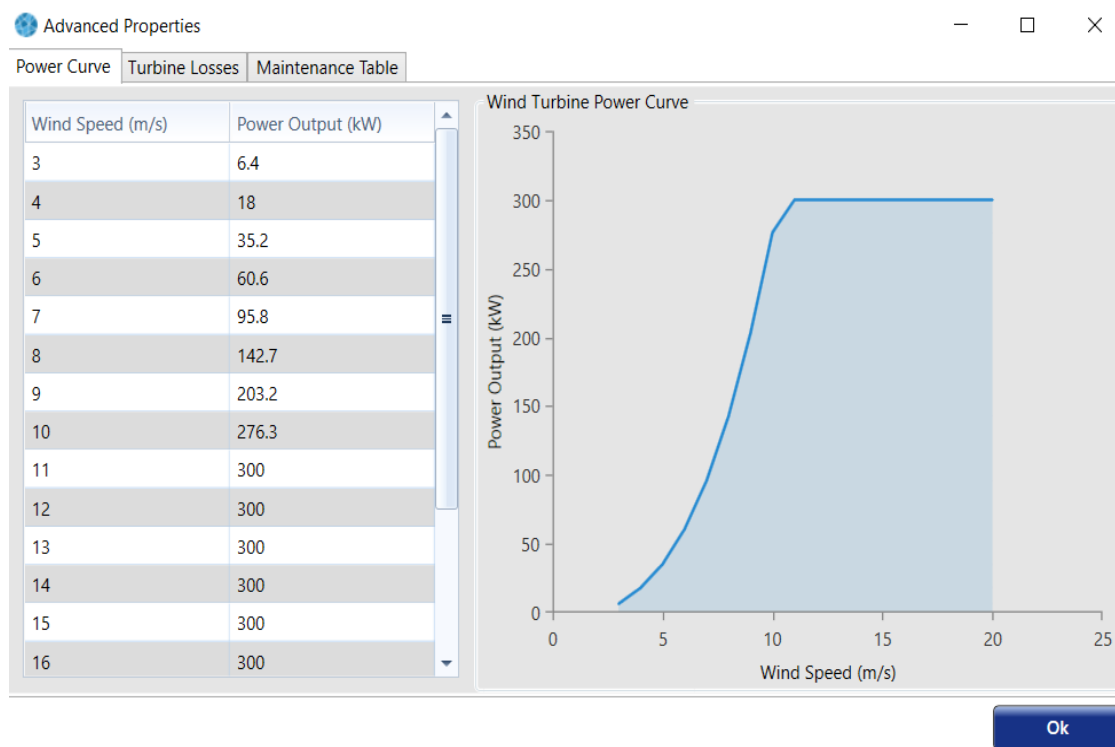 Advanced Properties
Power Curve Turbine Losses Maintenance Table
Wind Speed (m/s) Power Output (kW)
3 6.4
4 18
5 35.2
6 60.6
7 95.8
8 142.7
9 203.2
10 276.3
11 300
12 300
13 300
14 300
15 300
16 300
Wind Turbine Power Curve
Power Output (kW)
350
300
250
200
150
100
50
0
0 5 10 15 20 25
Wind Speed (m/s)
Ok